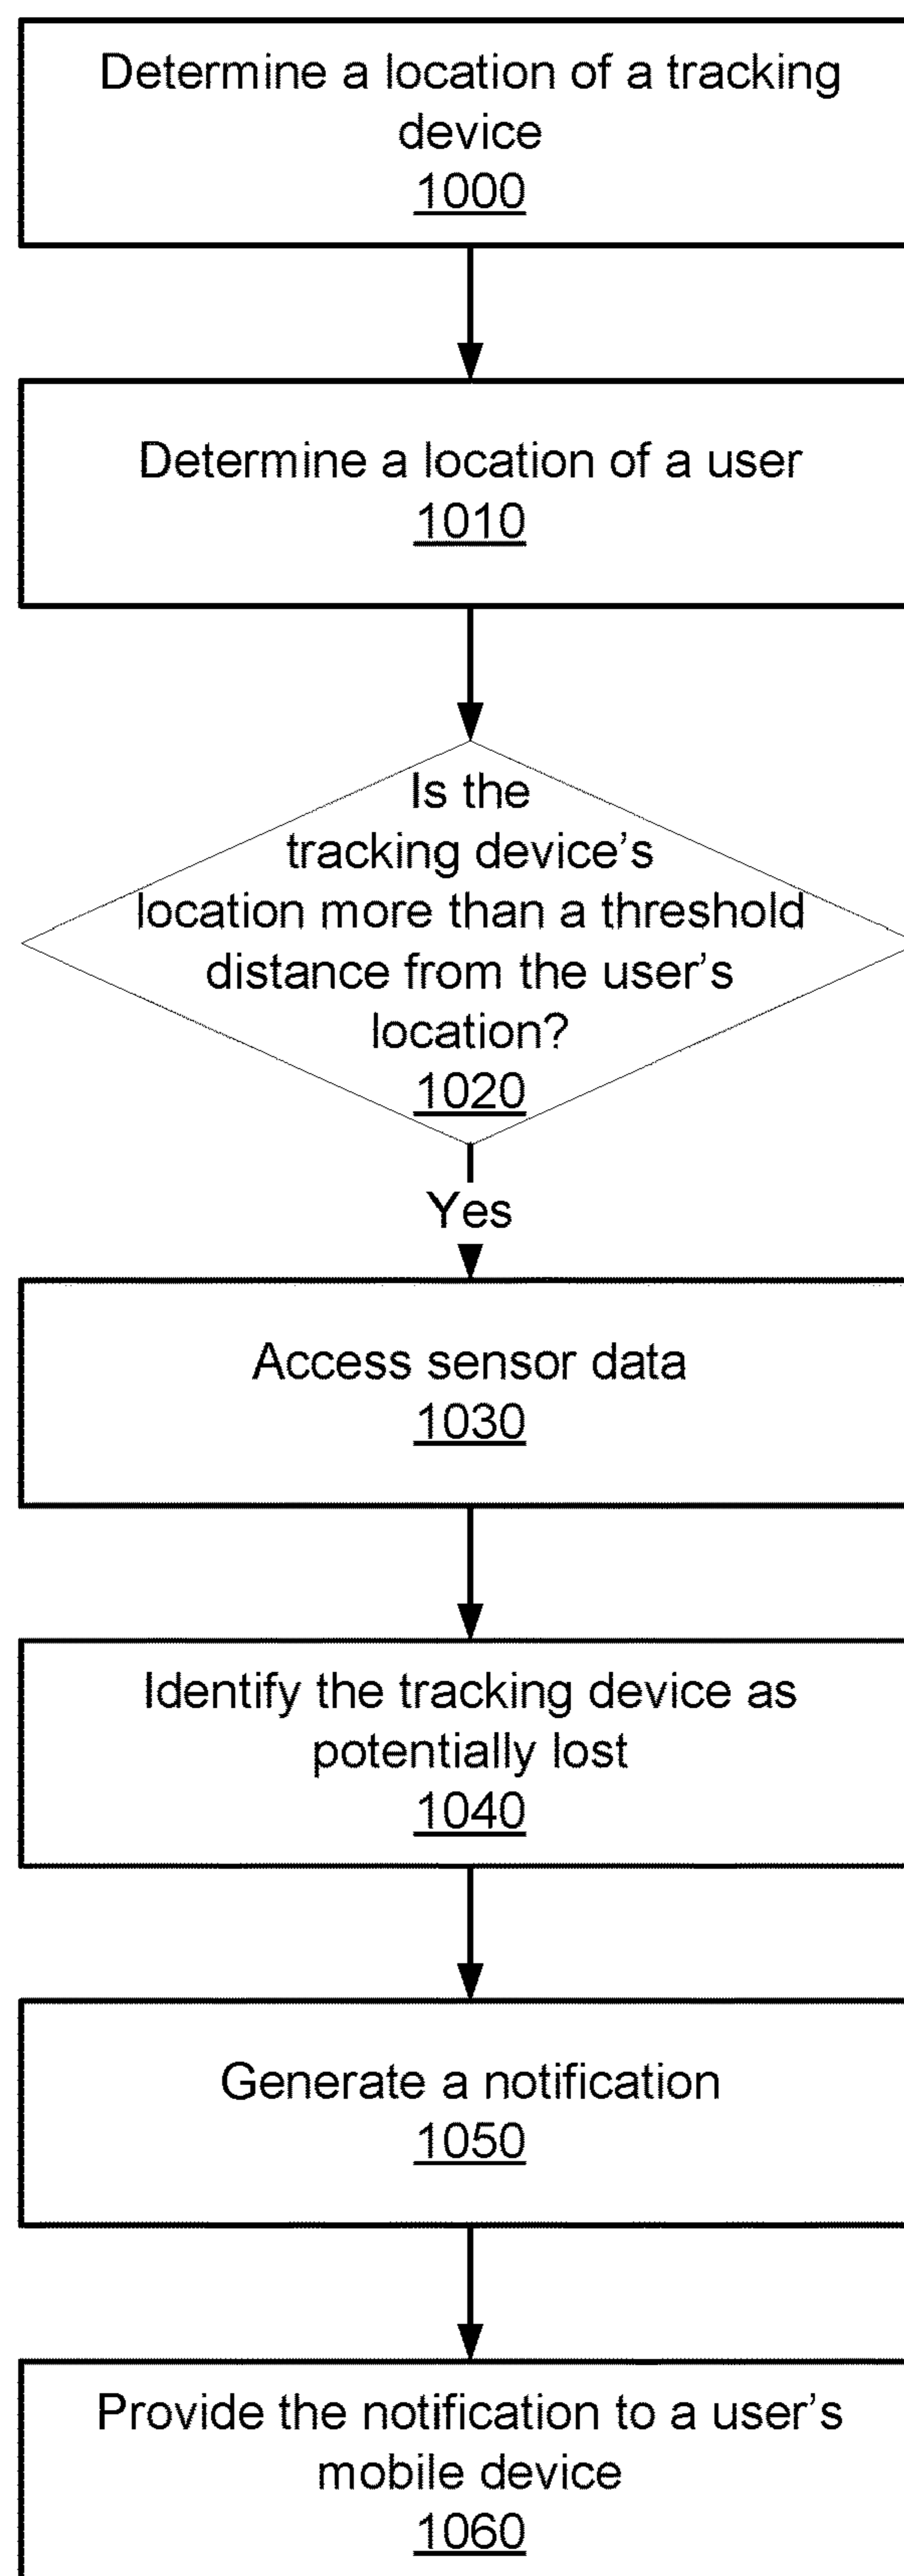 Determine a location of a tracking
device
1000
Determine a location of a user
1010
Is the
tracking device’s
location more than a threshold
distance from the user’s
location?
1020
Yes
Access sensor data
1030
Identify the tracking device as
potentially lost
1040
Generate a notification
1050
Provide the notification to a user’s
mobile device
1060